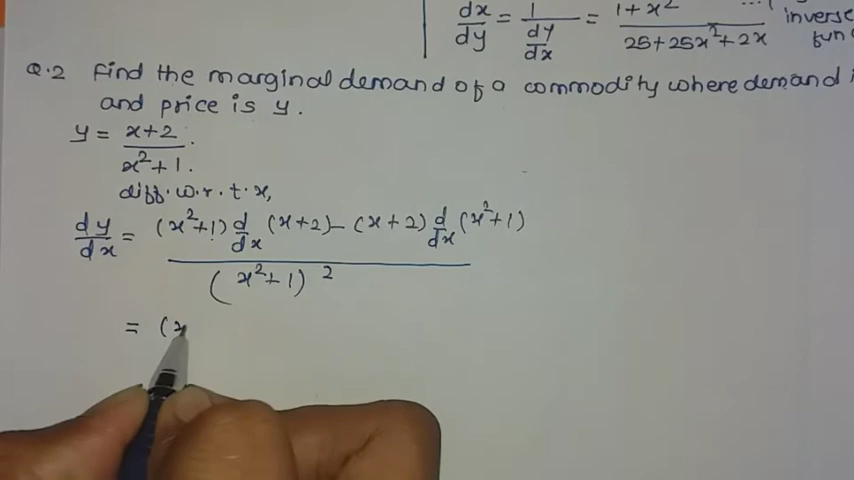 dx/dy = 1/(dy/dx) = 1+x²/25+25x²+2x ...1 inverse
Q.2 Find the marginal demand of a commodity where demand
and price is y.
y = x+2/x²+1.
diff.w.r.t.x,
dy/dx = (x²+1) d/dx (x+2) - (x+2) d/dx (x²+1)
(x²+1)²
= (x